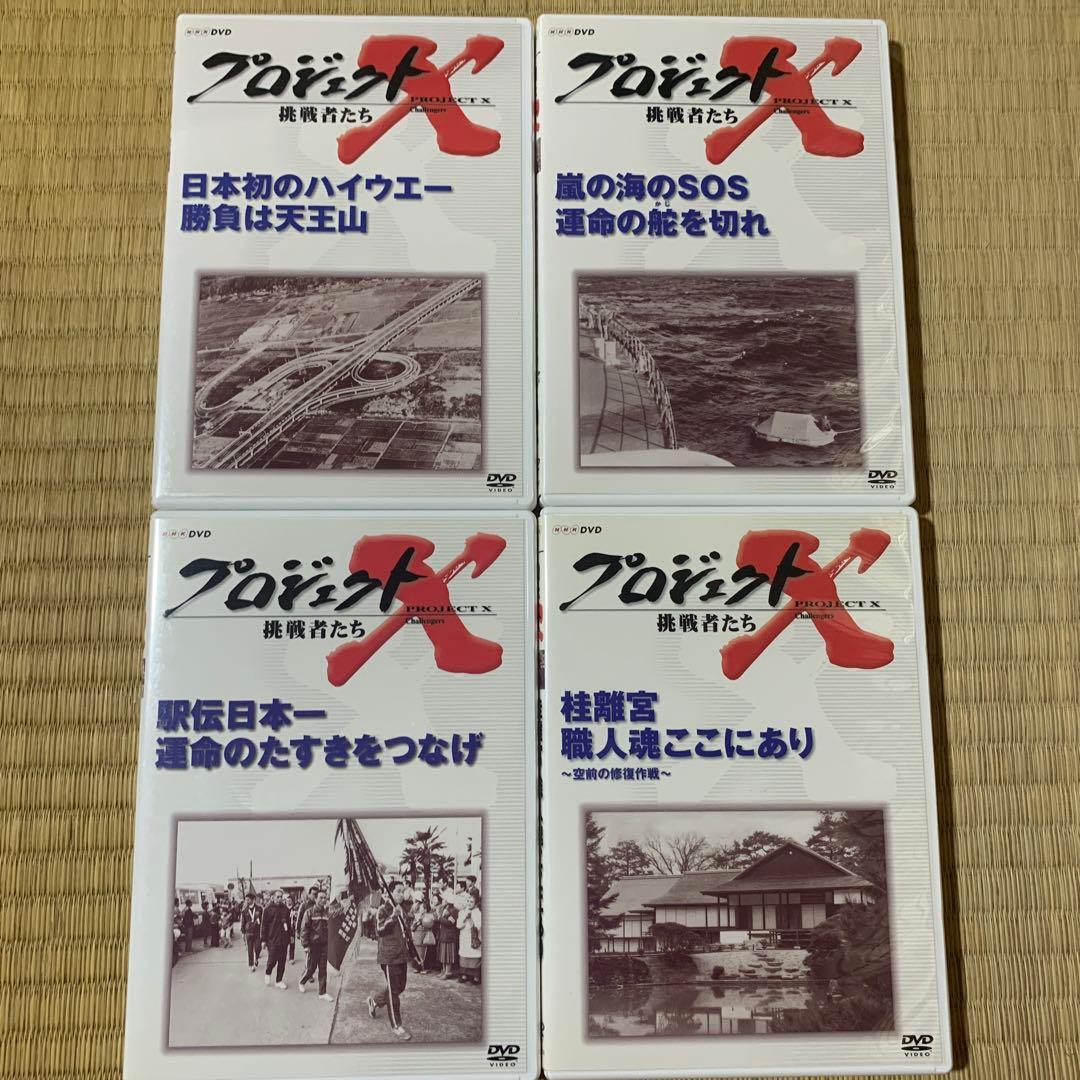 NHK DVD
プロジェクトX
PROJECT X
Challengers
挑戦者たち
日本初のハイウエー
勝負は天王山
DVD
VIDEO
NHK DVD
プロジェクトX
PROJECT X
Challengers
挑戦者たち
嵐の海のSOS
かじ
運命の舵を切れ
DVD
VIDEO
NHK DVD
プロジェクトX
PROJECT X
Challengers
挑戦者たち
駅伝日本一
運命のたすきをつなげ
DVD
VIDEO
NHK DVD
プロジェクトX
PROJECT X
Challengers
挑戦者たち
桂離宮
職人魂ここにあり
～空前の修復作戦～
DVD
VIDEO